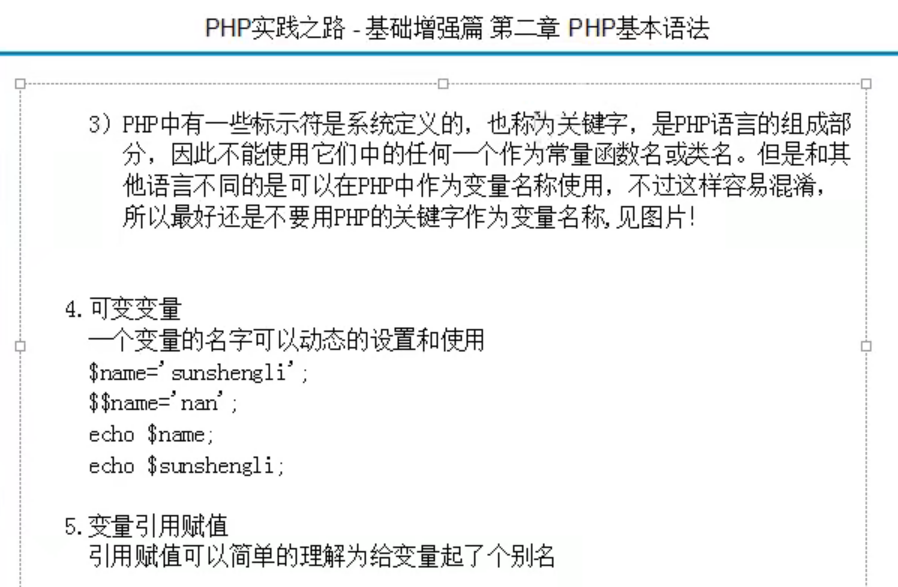 PHP实践之路 - 基础增强篇 第二章 PHP基本语法
3) PHP中有一些标示符是系统定义的，也称为关键字，是PHP语言的组成部
分，因此不能使用它们中的任何一个作为常量函数名或类名。但是和其
他语言不同的是可以在PHP中作为变量名称使用，不过这样容易混淆，
所以最好还是不要用PHP的关键字作为变量名称,见图片!
4.可变变量
一个变量的名字可以动态的设置和使用
$name='sunshengli';
$$name='nan';
echo $name;
echo $sunshengli;
5.变量引用赋值
引用赋值可以简单的理解为给变量起了个别名